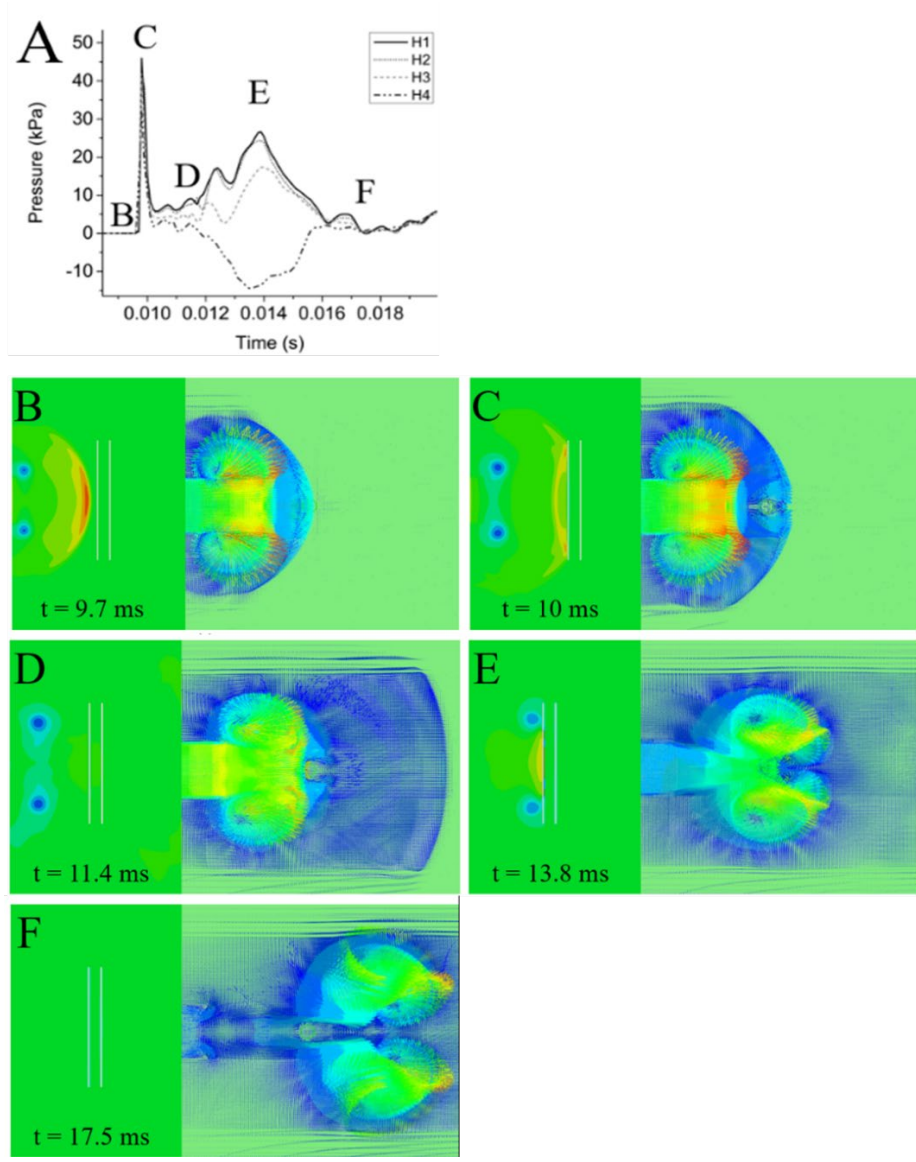 A
C
E
D
B
F
H1
H2
H3
H4
Pressure (kPa)
50
40
30
20
10
0
-10
0.010 0.012 0.014 0.016 0.018
Time (s)
B
t = 9.7 ms
C
t = 10 ms
D
t = 11.4 ms
E
t = 13.8 ms
F
t = 17.5 ms